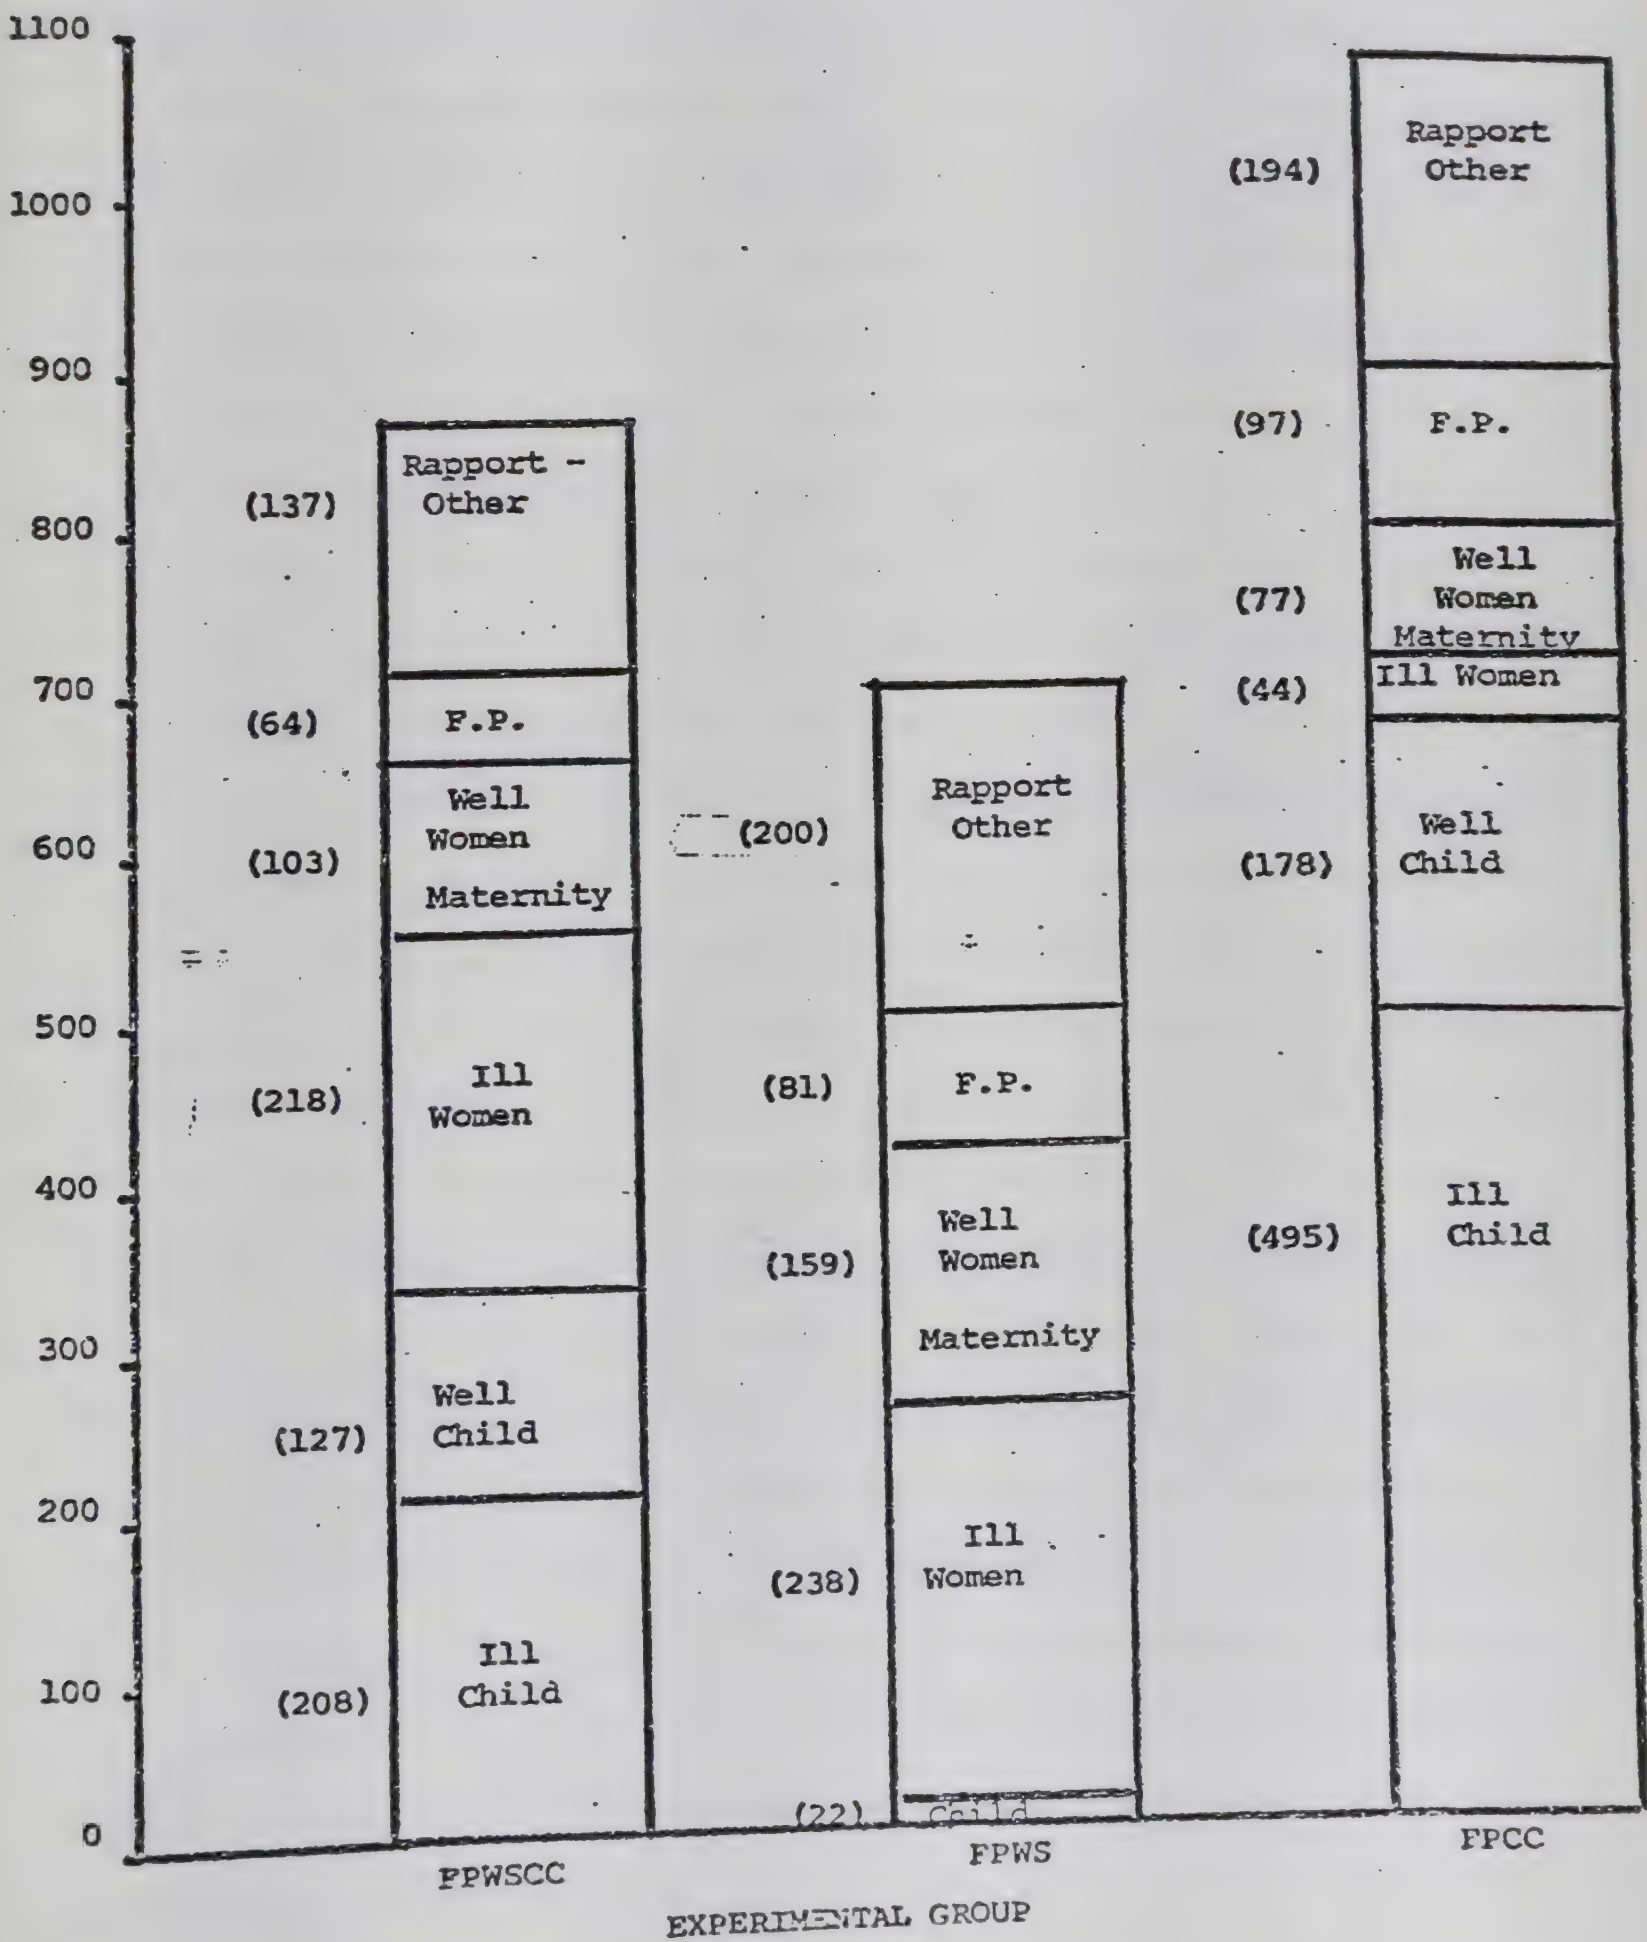 1100
1000
900
800
700
600
500
400
300
200
100
0
Rapport -
Other
(137)
F.P.
(64)
Well
Women
Maternity
(103)
Ill
Women
(218)
Well
Child
(127)
Ill
Child
(208)
FPWSCC
Rapport
Other
(200)
F.P.
(81)
Well
Women
Maternity
(159)
Ill
Women
(238)
Child
(22)
FPWS
Rapport
Other
(194)
F.P.
(97)
Well
Women
Maternity
(77)
Ill Women
(44)
Well
Child
(178)
Ill
Child
(495)
FPCC
EXPERIMENTAL GROUP